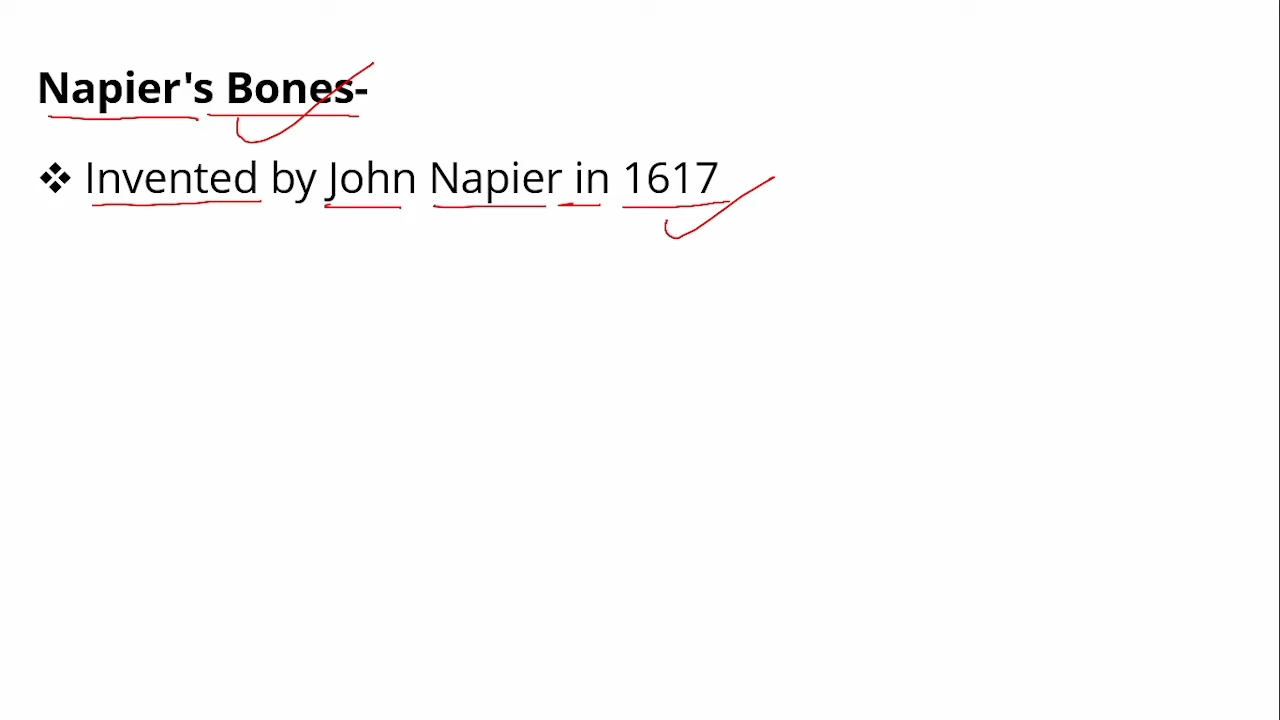 Napier's Bones-
❖ Invented by John Napier in 1617